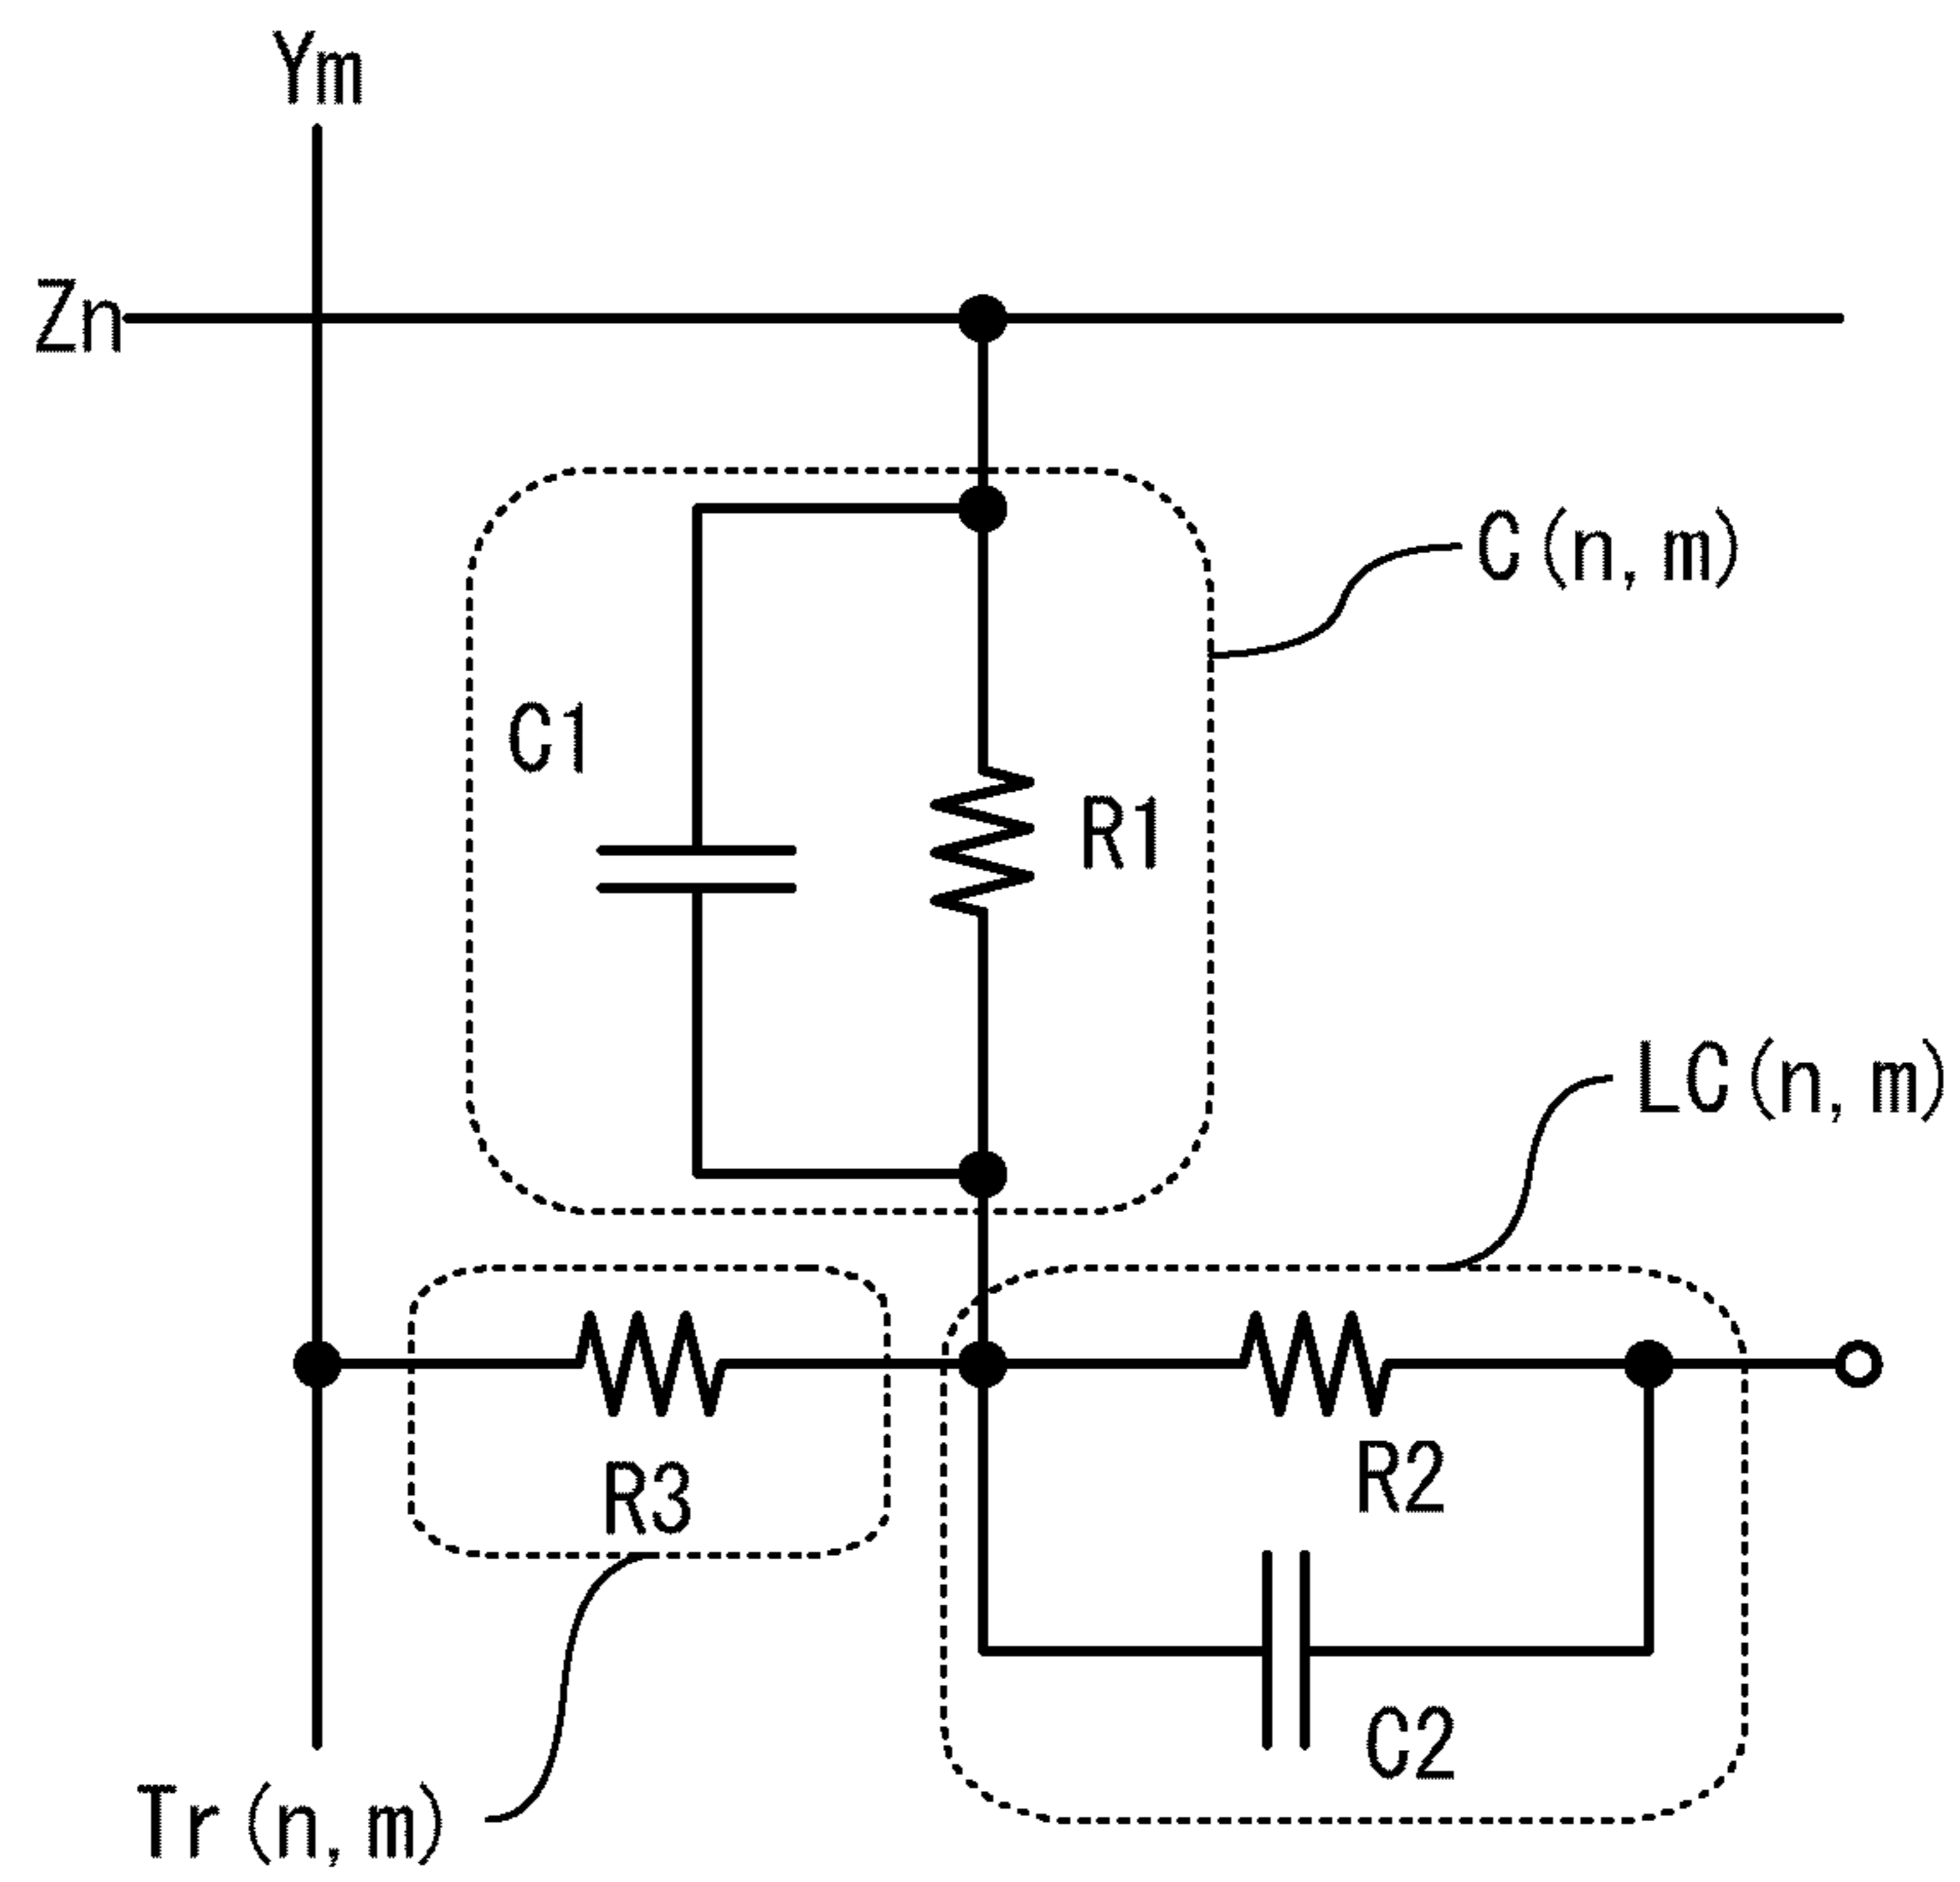 Ym
Zn
C(n,m)
C1
R1
LC(n,m)
R3
R2
C2
Tr(n,m)